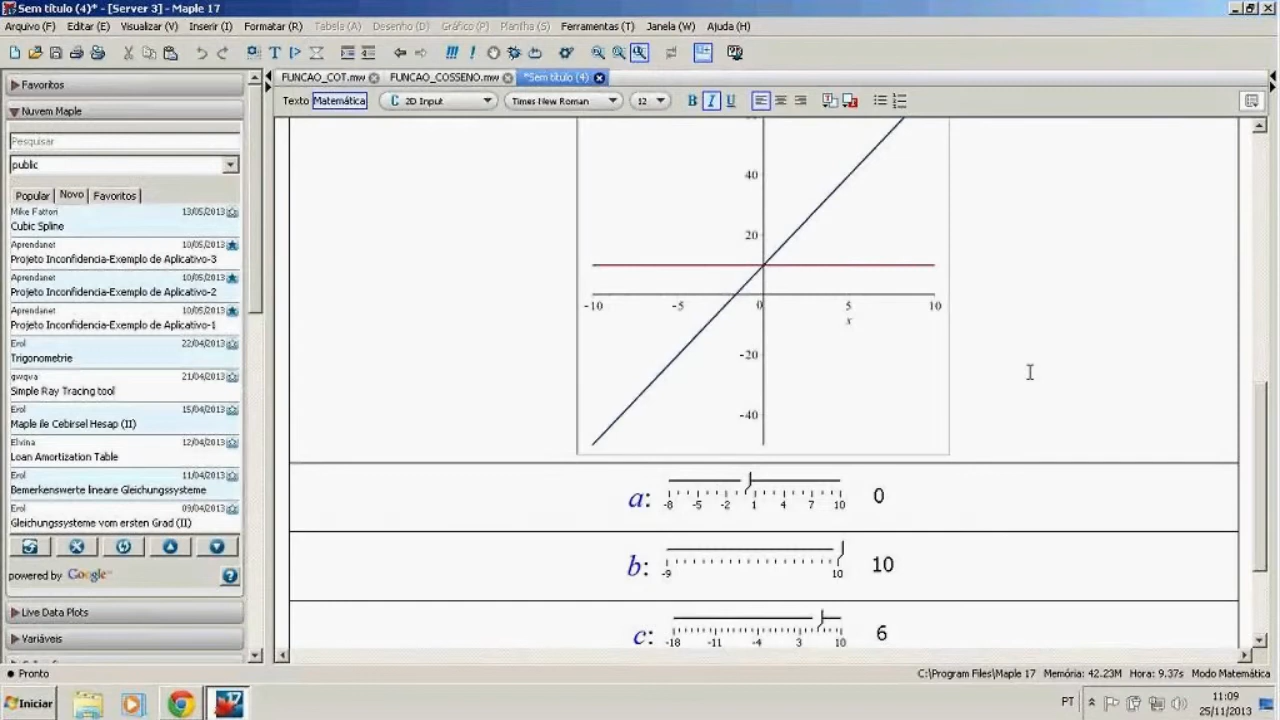 Sem título (4)* - [Server 3] - Maple 17
Arquivo (F) Editar (E) Visualizar (V) Inserir (I) Formatar (R) Tabela (A) Desenho (D) Gráfico (P) Planilha (S) Ferramentas (T) Janela (W) Ajuda (H)
FUNCAO_COT.mw FUNCAO_COSSENO.mw *Sem título (4)
Texto Matemática C 2D Input Times New Roman 12 B I U
Favoritos
Nuvem Maple
Pesquisar
public
Popular Novo Favoritos
Mike Fattori 13/05/2013
Cubic Spline
Aprendanet 10/05/2013
Projeto Inconfidencia-Exemplo de Aplicativo-3
Aprendanet 10/05/2013
Projeto Inconfidencia-Exemplo de Aplicativo-2
Aprendanet 10/05/2013
Projeto Inconfidencia-Exemplo de Aplicativo-1
Erol 22/04/2013
Trigonometrie
gwqva 21/04/2013
Simple Ray Tracing tool
Erol 15/04/2013
Maple ile Cebirsel Hesap (II)
Elvina 12/04/2013
Loan Amortization Table
Erol 11/04/2013
Bemerkenswerte lineare Gleichungssysteme
Erol 09/04/2013
Gleichungssysteme vom ersten Grad (II)
powered by Google™
Live Data Plots
Variáveis
40
20
-10 -5 0 5 10
x
-20
-40
a: -8 -5 -2 1 4 7 10 0
b: -9 10 10
c: -18 -11 -4 3 10 6
Pronto
C:\Program Files\Maple 17 Memória: 42.23M Hora: 9.37s Modo Matemática
Iniciar 17 PT 11:09
25/11/2013